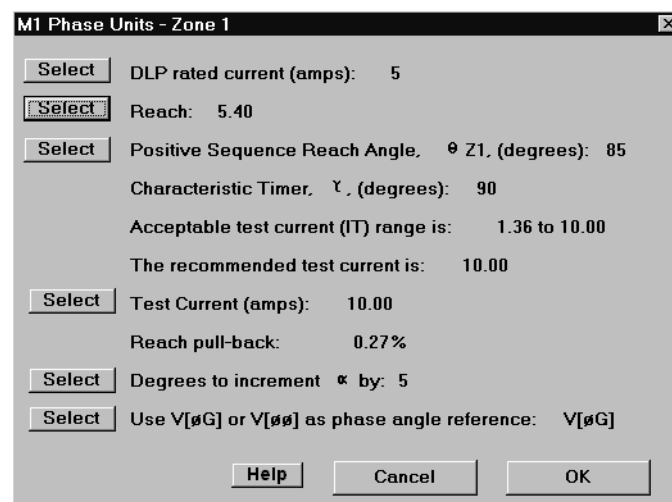 M1 Phase Units - Zone 1
Select DLP rated current (amps): 5
Select Reach: 5.40
Select Positive Sequence Reach Angle, θ Z1, (degrees): 85
Characteristic Timer, τ, (degrees): 90
Acceptable test current (IT) range is: 1.36 to 10.00
The recommended test current is: 10.00
Select Test Current (amps): 10.00
Reach pull-back: 0.27%
Select Degrees to increment α by: 5
Select Use V[øG] or V[øø] as phase angle reference: V[øG]
Help Cancel OK